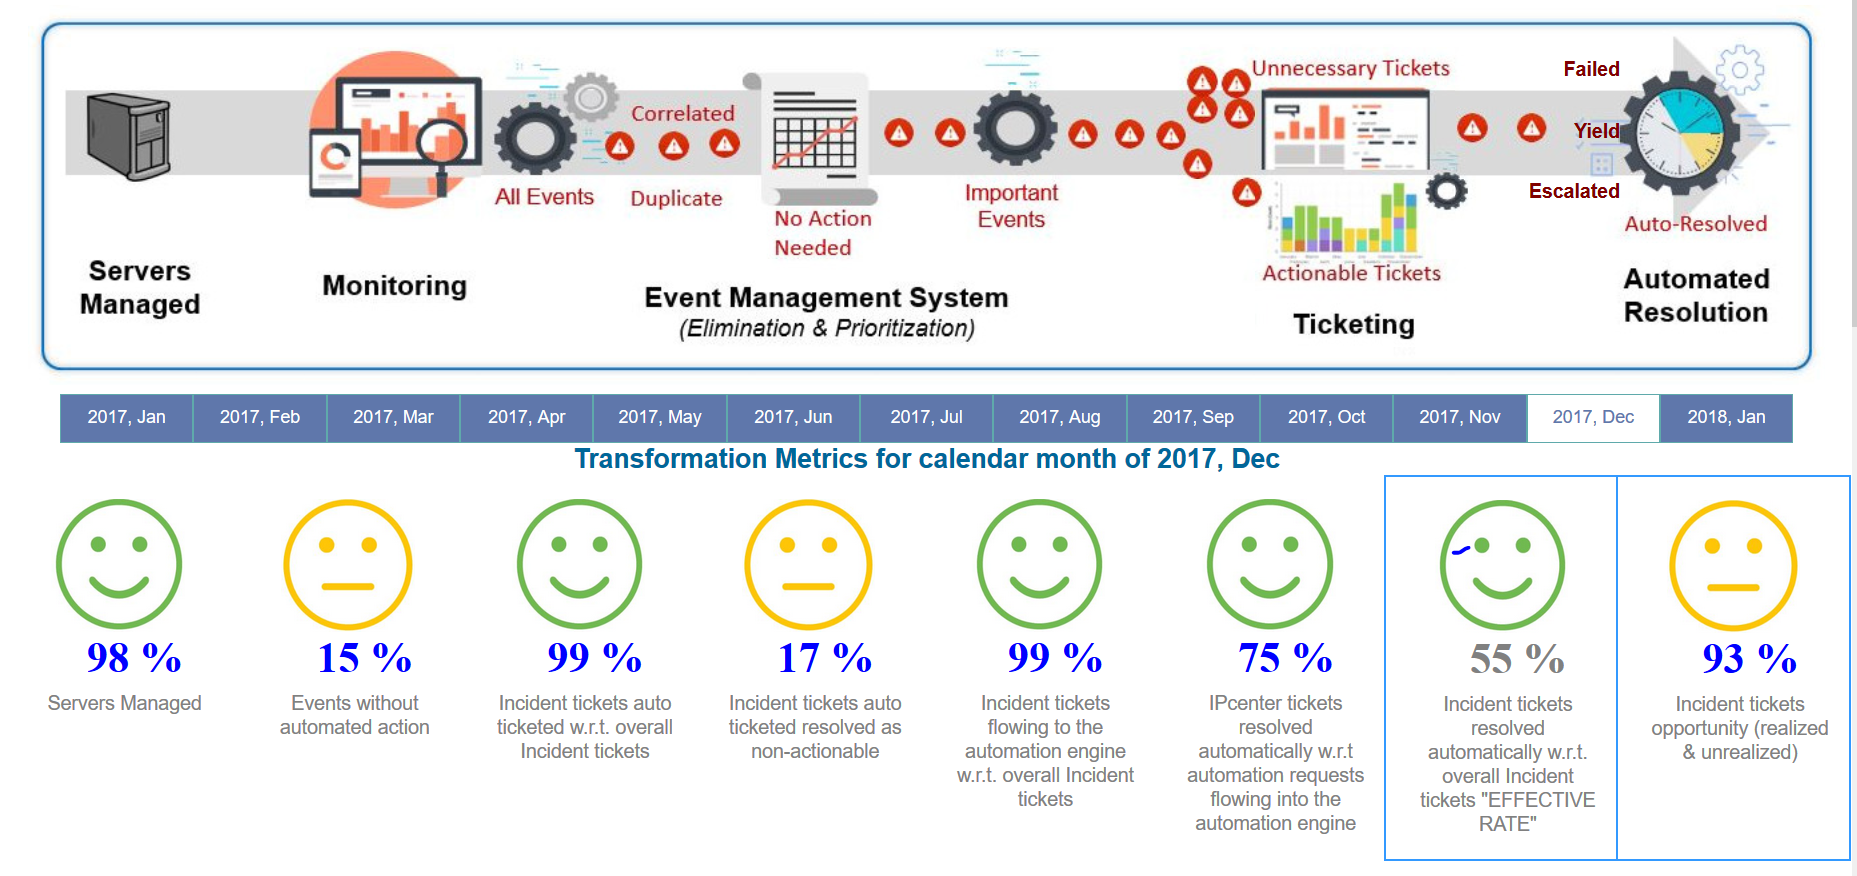 Unnecessary Tickets
Failed
Correlated
Yield
All Events
Duplicate
Important
Events
Escalated
No Action
Needed
Auto-Resolved
Actionable Tickets
Servers
Managed
Monitoring
Event Management System
(Elimination & Prioritization)
Ticketing
Automated
Resolution
2017, Jan
2017, Feb
2017, Mar
2017, Apr
2017, May
2017, Jun
2017, Jul
2017, Aug
2017, Sep
2017, Oct
2017, Nov
2017, Dec
2018, Jan
Transformation Metrics for calendar month of 2017, Dec
98 %
Servers Managed
15 %
Events without
automated action
99 %
Incident tickets auto
ticketed w.r.t. overall
Incident tickets
17 %
Incident tickets auto
ticketed resolved as
non-actionable
99 %
Incident tickets
flowing to the
automation engine
w.r.t. overall Incident
tickets
75 %
IPcenter tickets
resolved
automatically w.r.t
automation requests
flowing into the
automation engine
55 %
Incident tickets
resolved
automatically w.r.t.
overall Incident
tickets "EFFECTIVE
RATE"
93 %
Incident tickets
opportunity (realized
& unrealized)